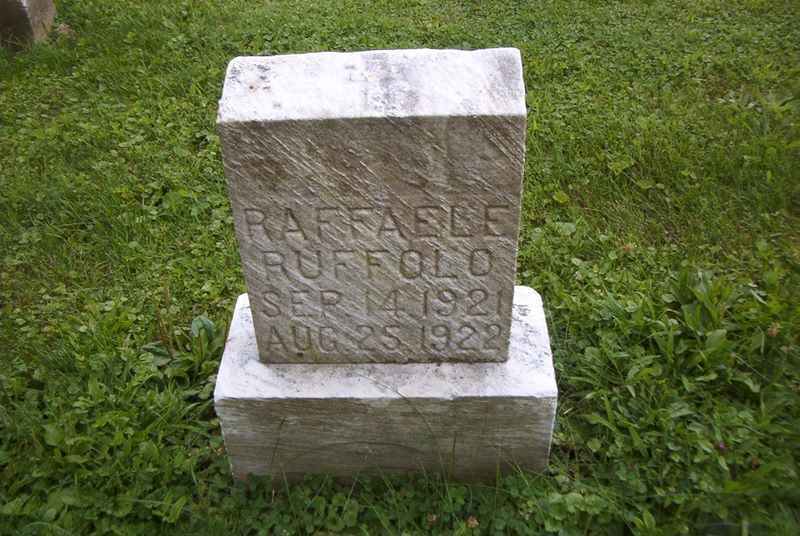 RAFFAELE
RUFFOLO
SEP. 14 1921
AUG. 25 1922